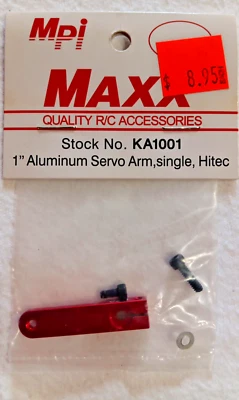 MPi
$ 8.95
MAXX
QUALITY R/C ACCESSORIES
Stock No. KA1001
1" Aluminum Servo Arm,single, Hitec